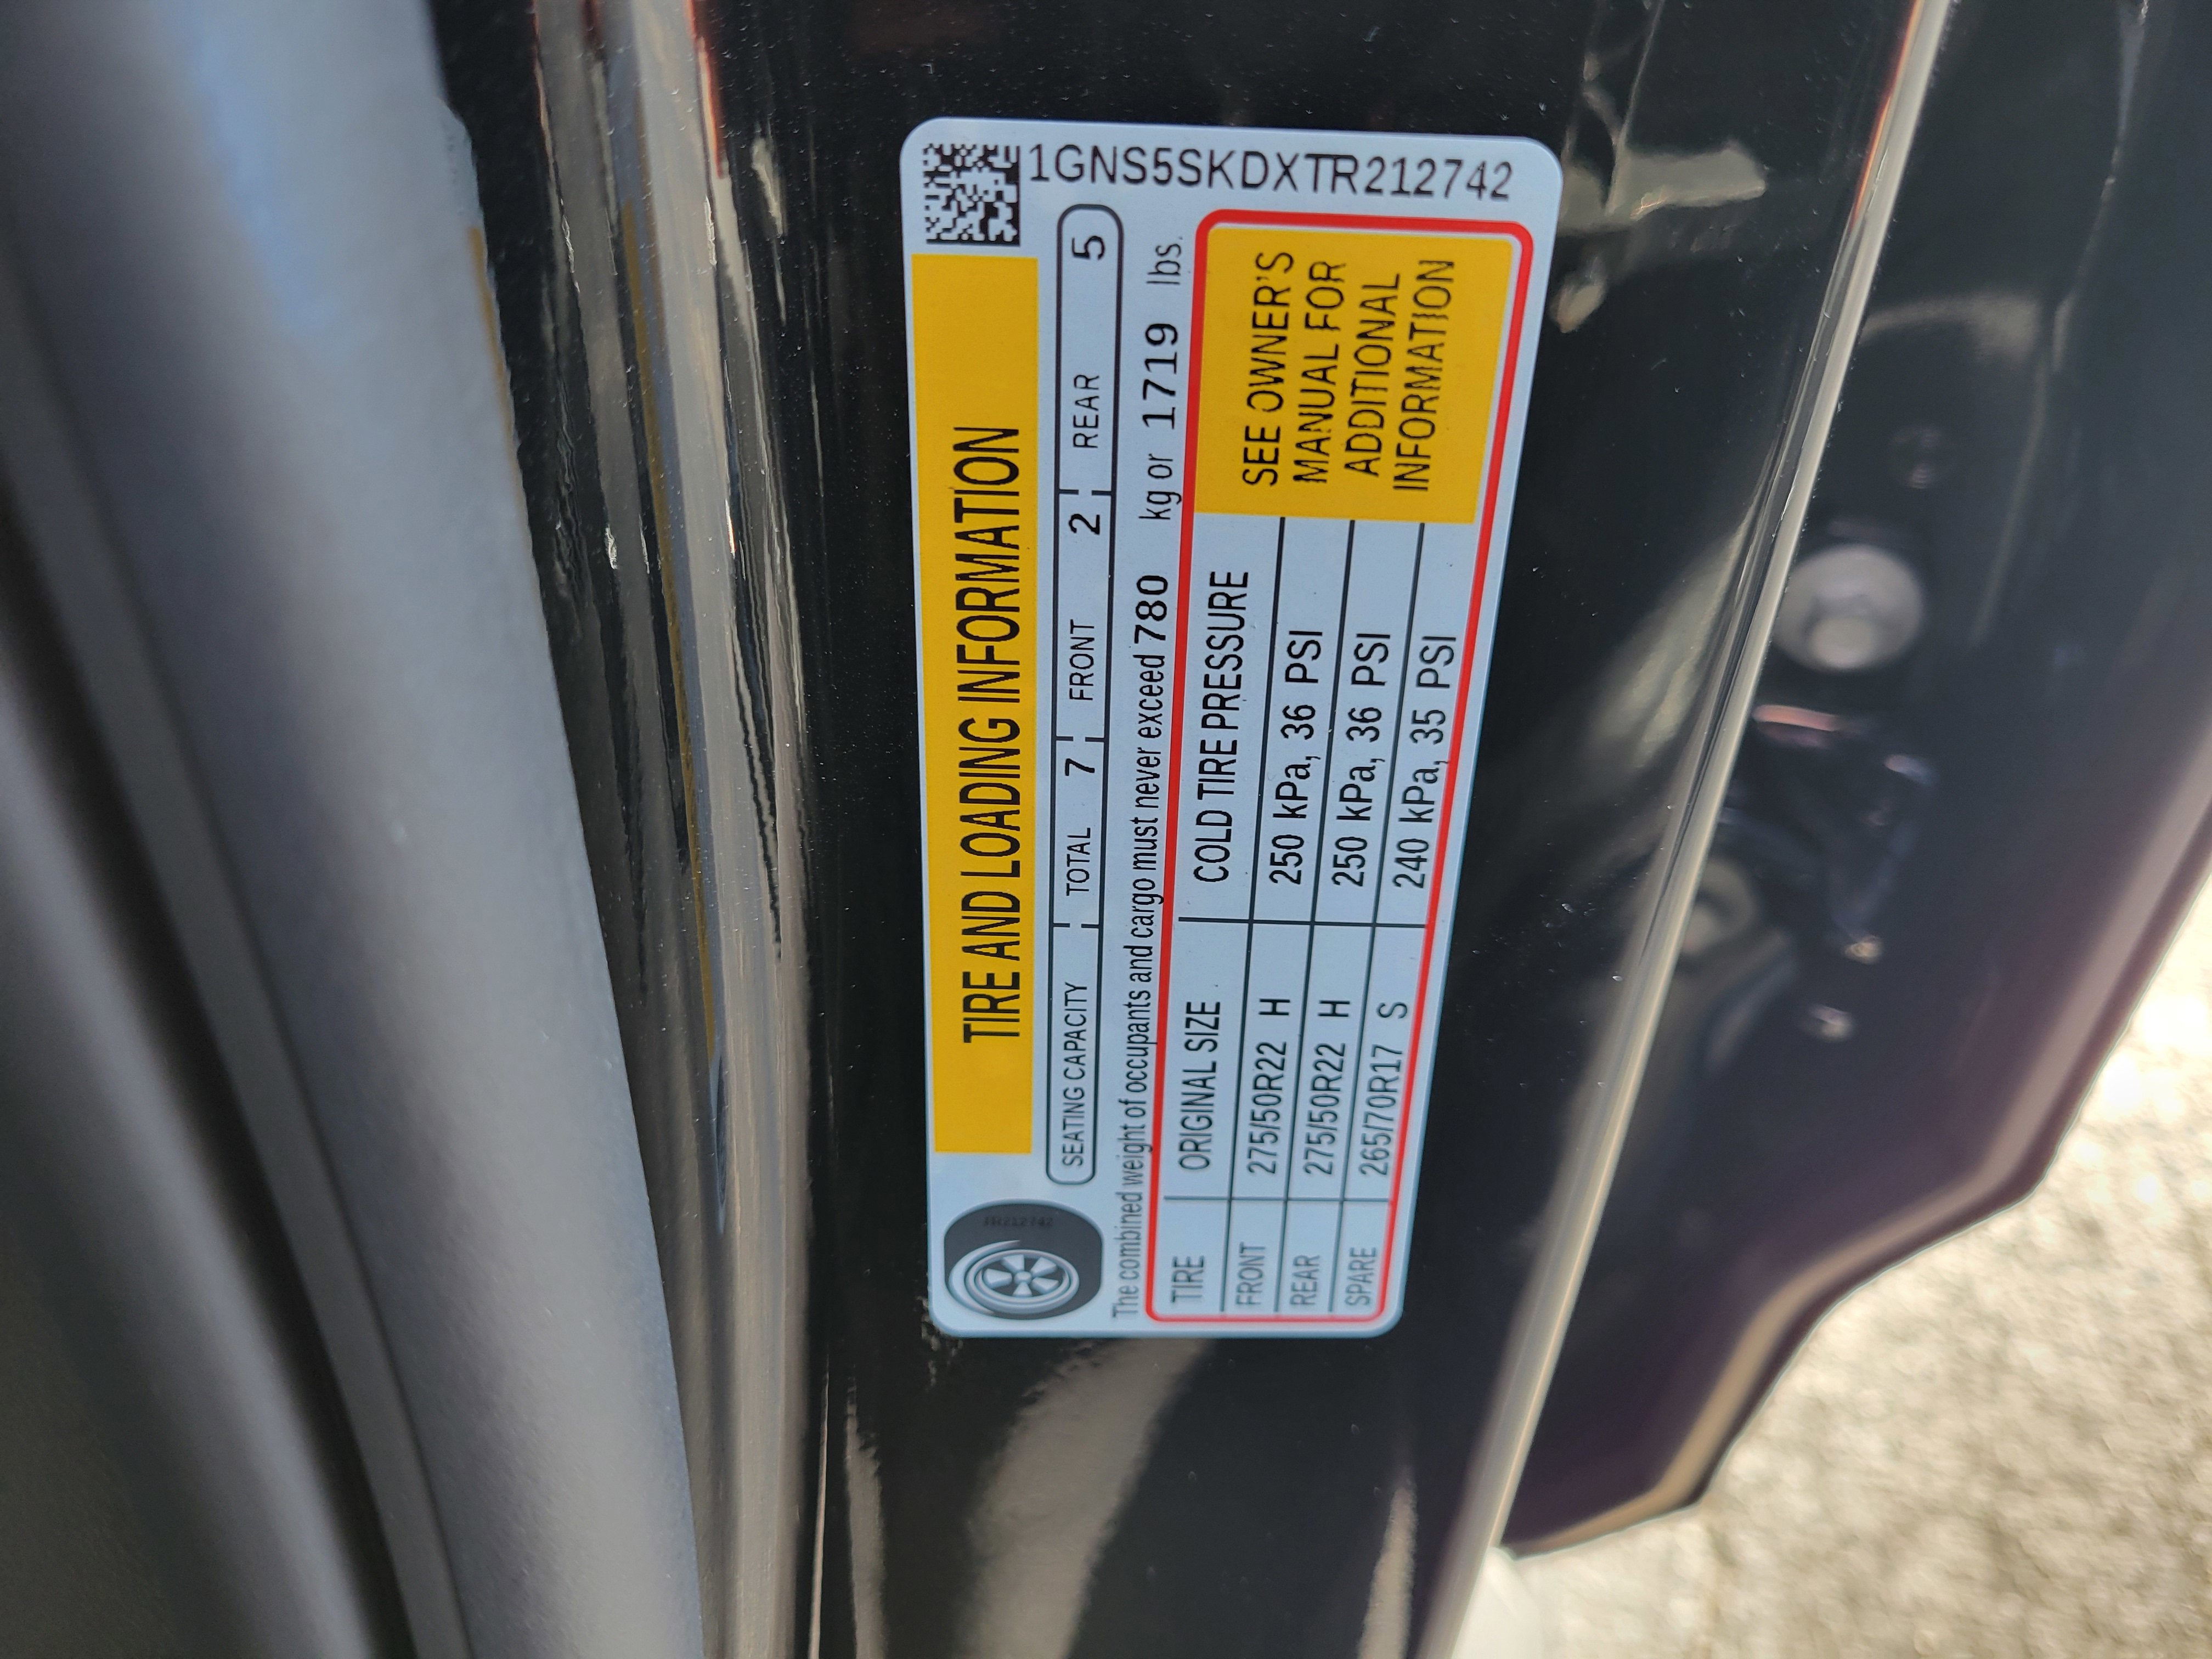 1GNS5SKDXTR212742
TIRE AND LOADING INFORMATION
SEATING CAPACITY TOTAL 7 FRONT 2 REAR 5
The combined weight of occupants and cargo must never exceed 780 kg or 1719 lbs.
TIRE ORIGINAL SIZE COLD TIRE PRESSURE
FRONT 275/50R22 H 250 kPa, 36 PSI
REAR 275/50R22 H 250 kPa, 36 PSI
SPARE 265/70R17 S 240 kPa, 35 PSI
SEE OWNER'S
MANUAL FOR
ADDITIONAL
INFORMATION
TR212742